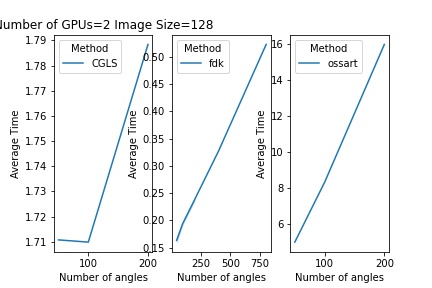 Number of GPUs=2 Image Size=128
Method
CGLS
1.79
1.78
1.77
1.76
1.75
1.74
1.73
1.72
1.71
Average Time
100
200
Number of angles
Method
fdk
0.50
0.45
0.40
0.35
0.30
0.25
0.20
0.15
Average Time
250
500
750
Number of angles
Method
ossart
16
14
12
10
8
6
Average Time
100
200
Number of angles